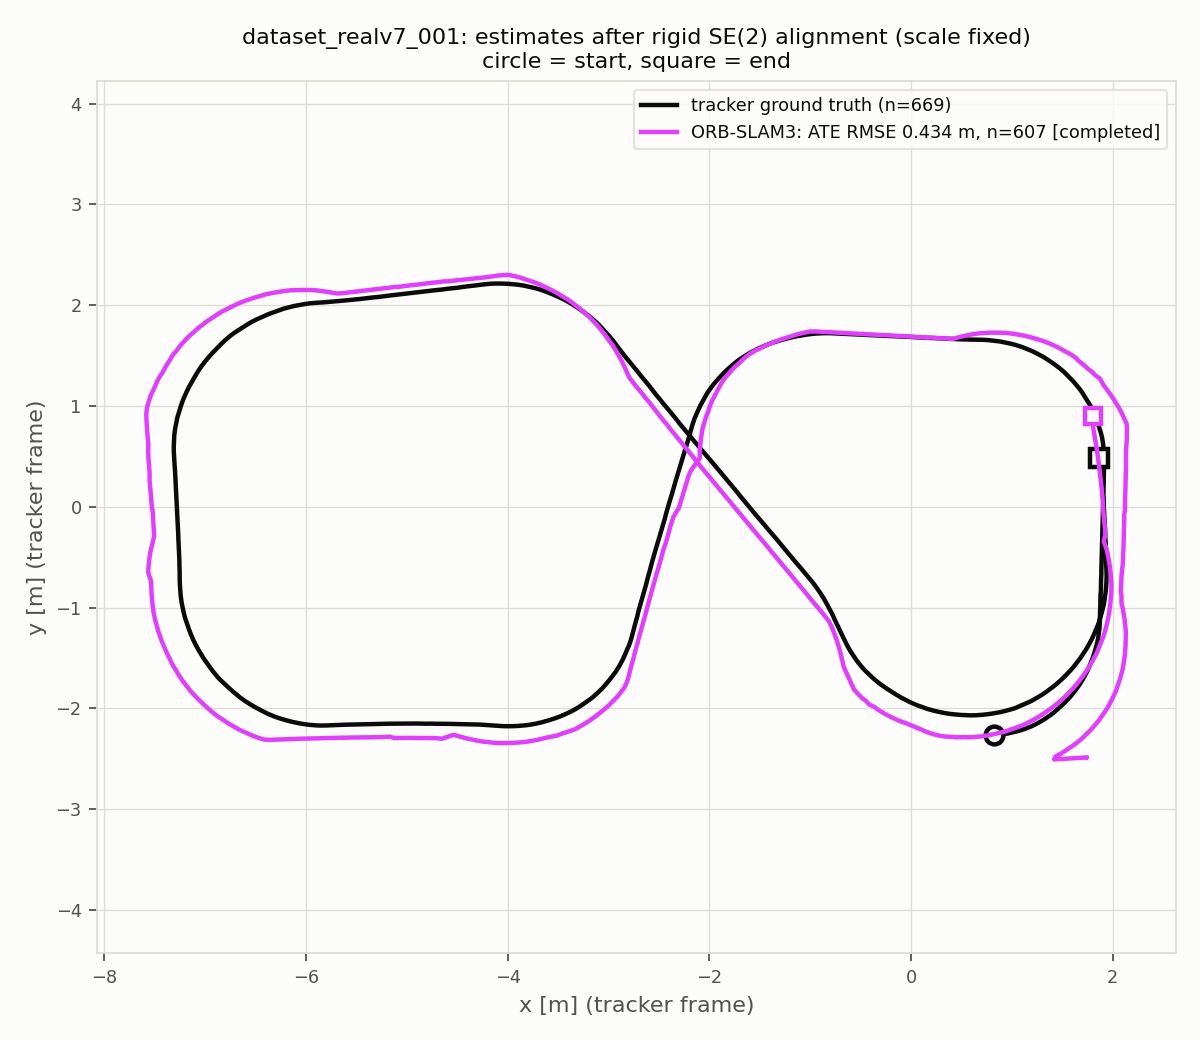 dataset_realv7_001: estimates after rigid SE(2) alignment (scale fixed)
circle = start, square = end
tracker ground truth (n=669)
ORB-SLAM3: ATE RMSE 0.434 m, n=607 [completed]
4
3
2
1
0
−1
−2
−3
−4
y [m] (tracker frame)
−8
−6
−4
−2
0
2
x [m] (tracker frame)